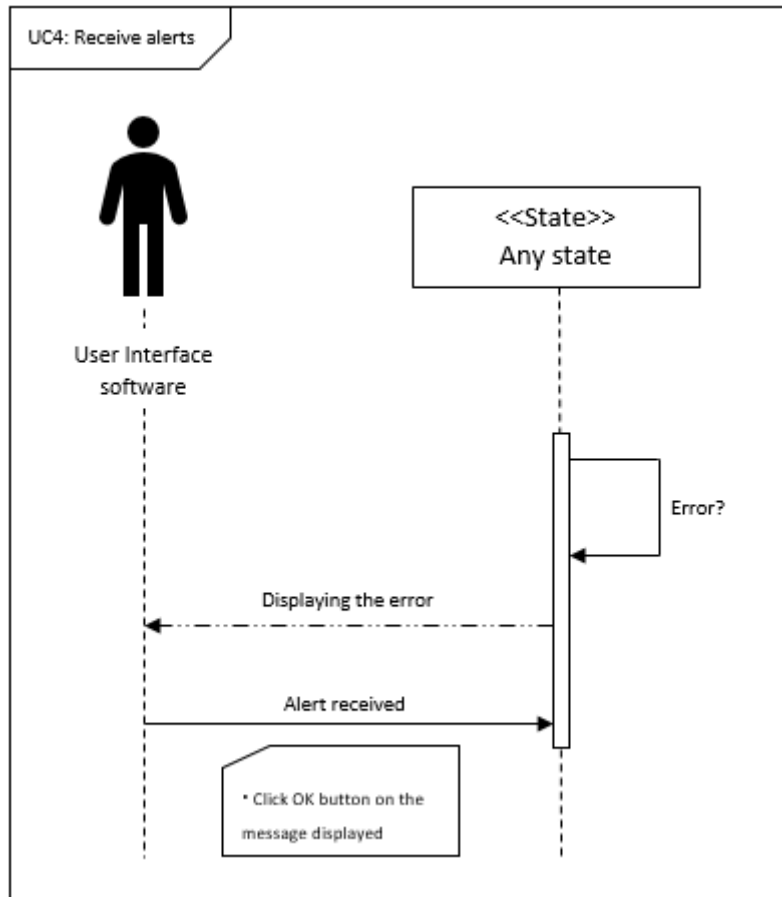 UC4: Receive alerts
<<State>>
Any state
User Interface
software
Error?
Displaying the error
Alert received
• Click OK button on the
message displayed